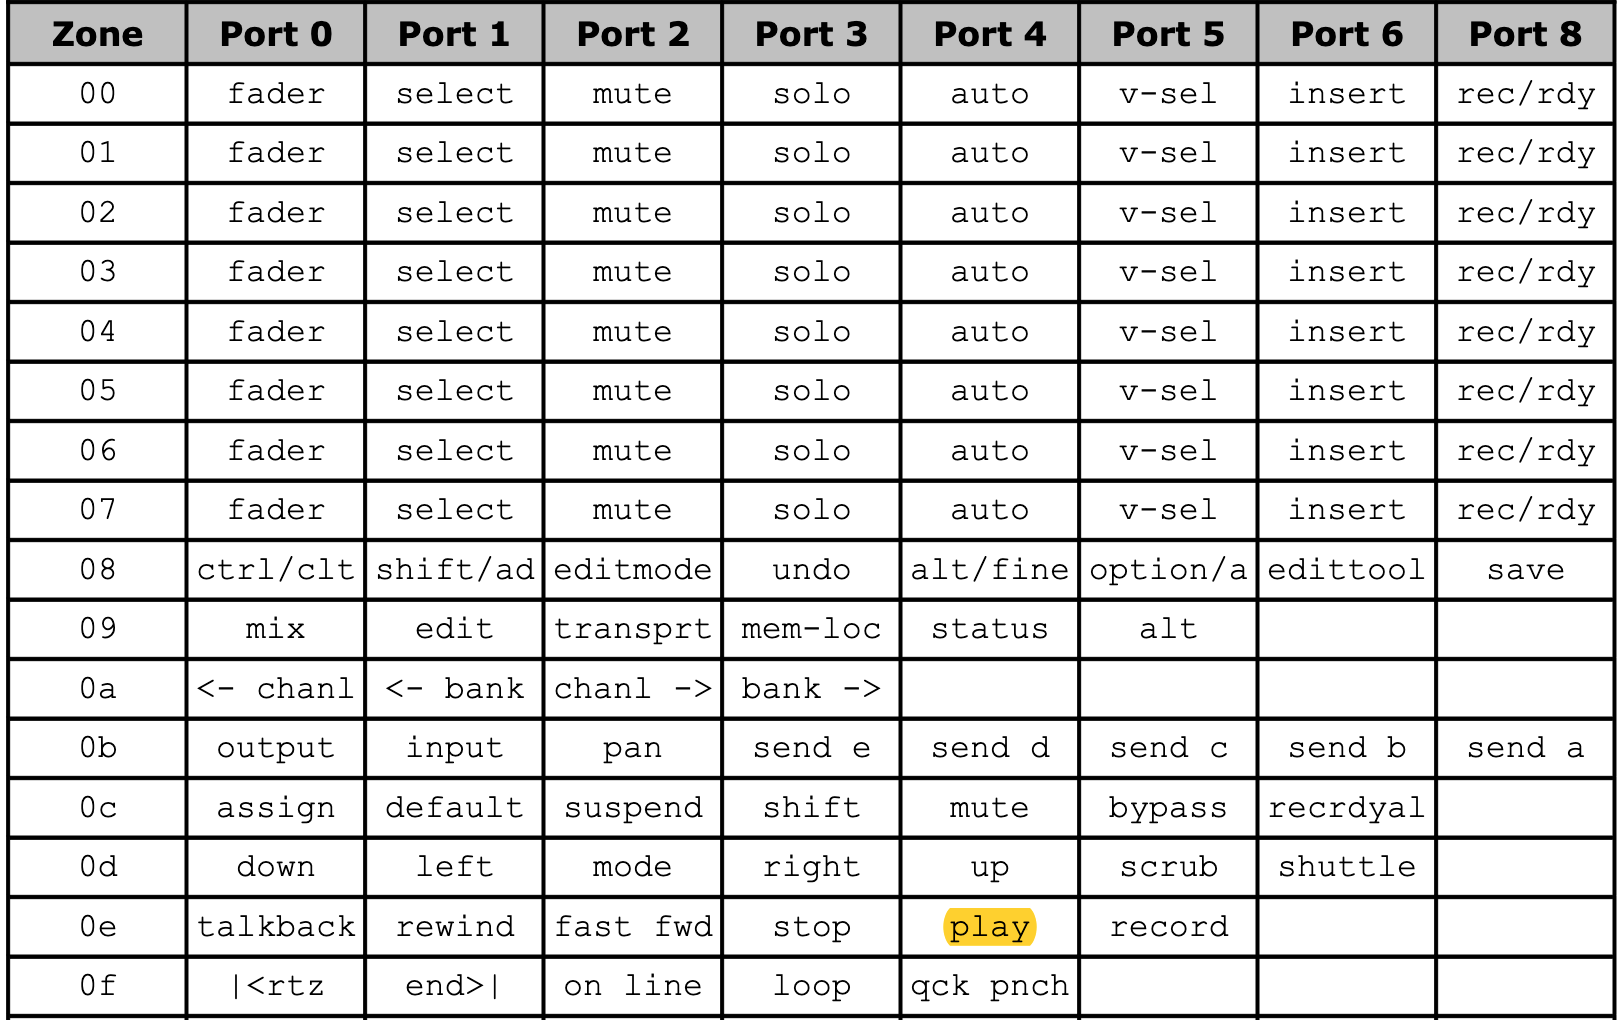 Zone Port 0 Port 1 Port 2 Port 3 Port 4 Port 5 Port 6 Port 8
00 fader select mute solo auto v-sel insert rec/rdy
01 fader select mute solo auto v-sel insert rec/rdy
02 fader select mute solo auto v-sel insert rec/rdy
03 fader select mute solo auto v-sel insert rec/rdy
04 fader select mute solo auto v-sel insert rec/rdy
05 fader select mute solo auto v-sel insert rec/rdy
06 fader select mute solo auto v-sel insert rec/rdy
07 fader select mute solo auto v-sel insert rec/rdy
08 ctrl/clt shift/ad editmode undo alt/fine option/a edittool save
09 mix edit transprt mem-loc status alt
0a <- chanl <- bank chanl -> bank ->
0b output input pan send e send d send c send b send a
0c assign default suspend shift mute bypass recrdyal
0d down left mode right up scrub shuttle
0e talkback rewind fast fwd stop play record
0f |<rtz end>| on line loop qck pnch